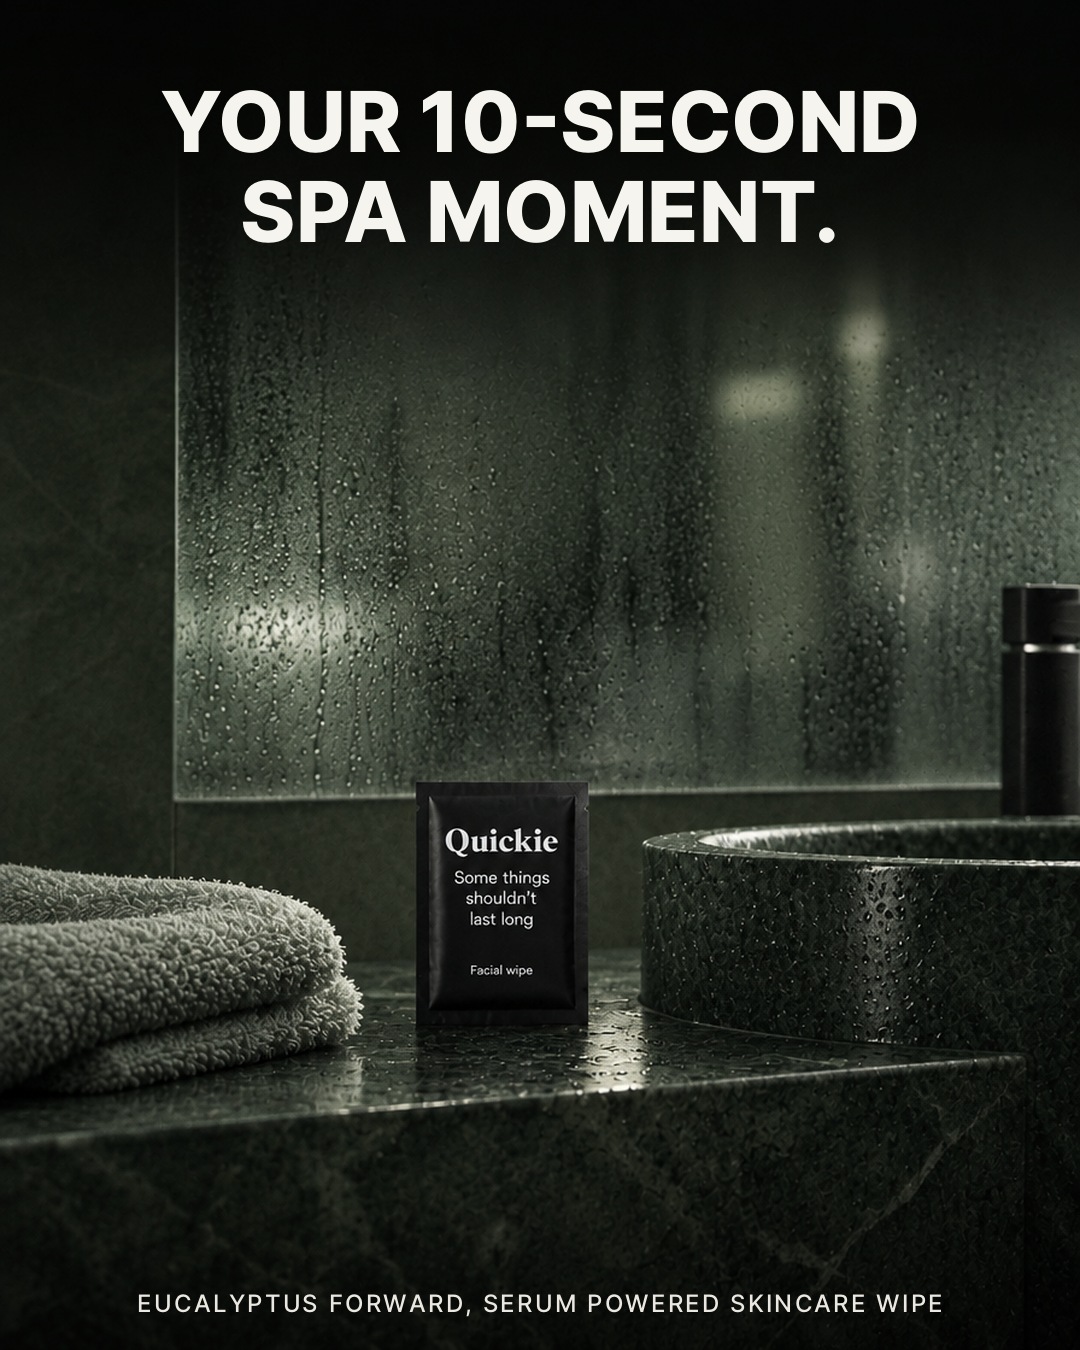 YOUR 10-SECOND
SPA MOMENT.
Quickie
Some things
shouldn't
last long
Facial wipe
EUCALYPTUS FORWARD, SERUM POWERED SKINCARE WIPE